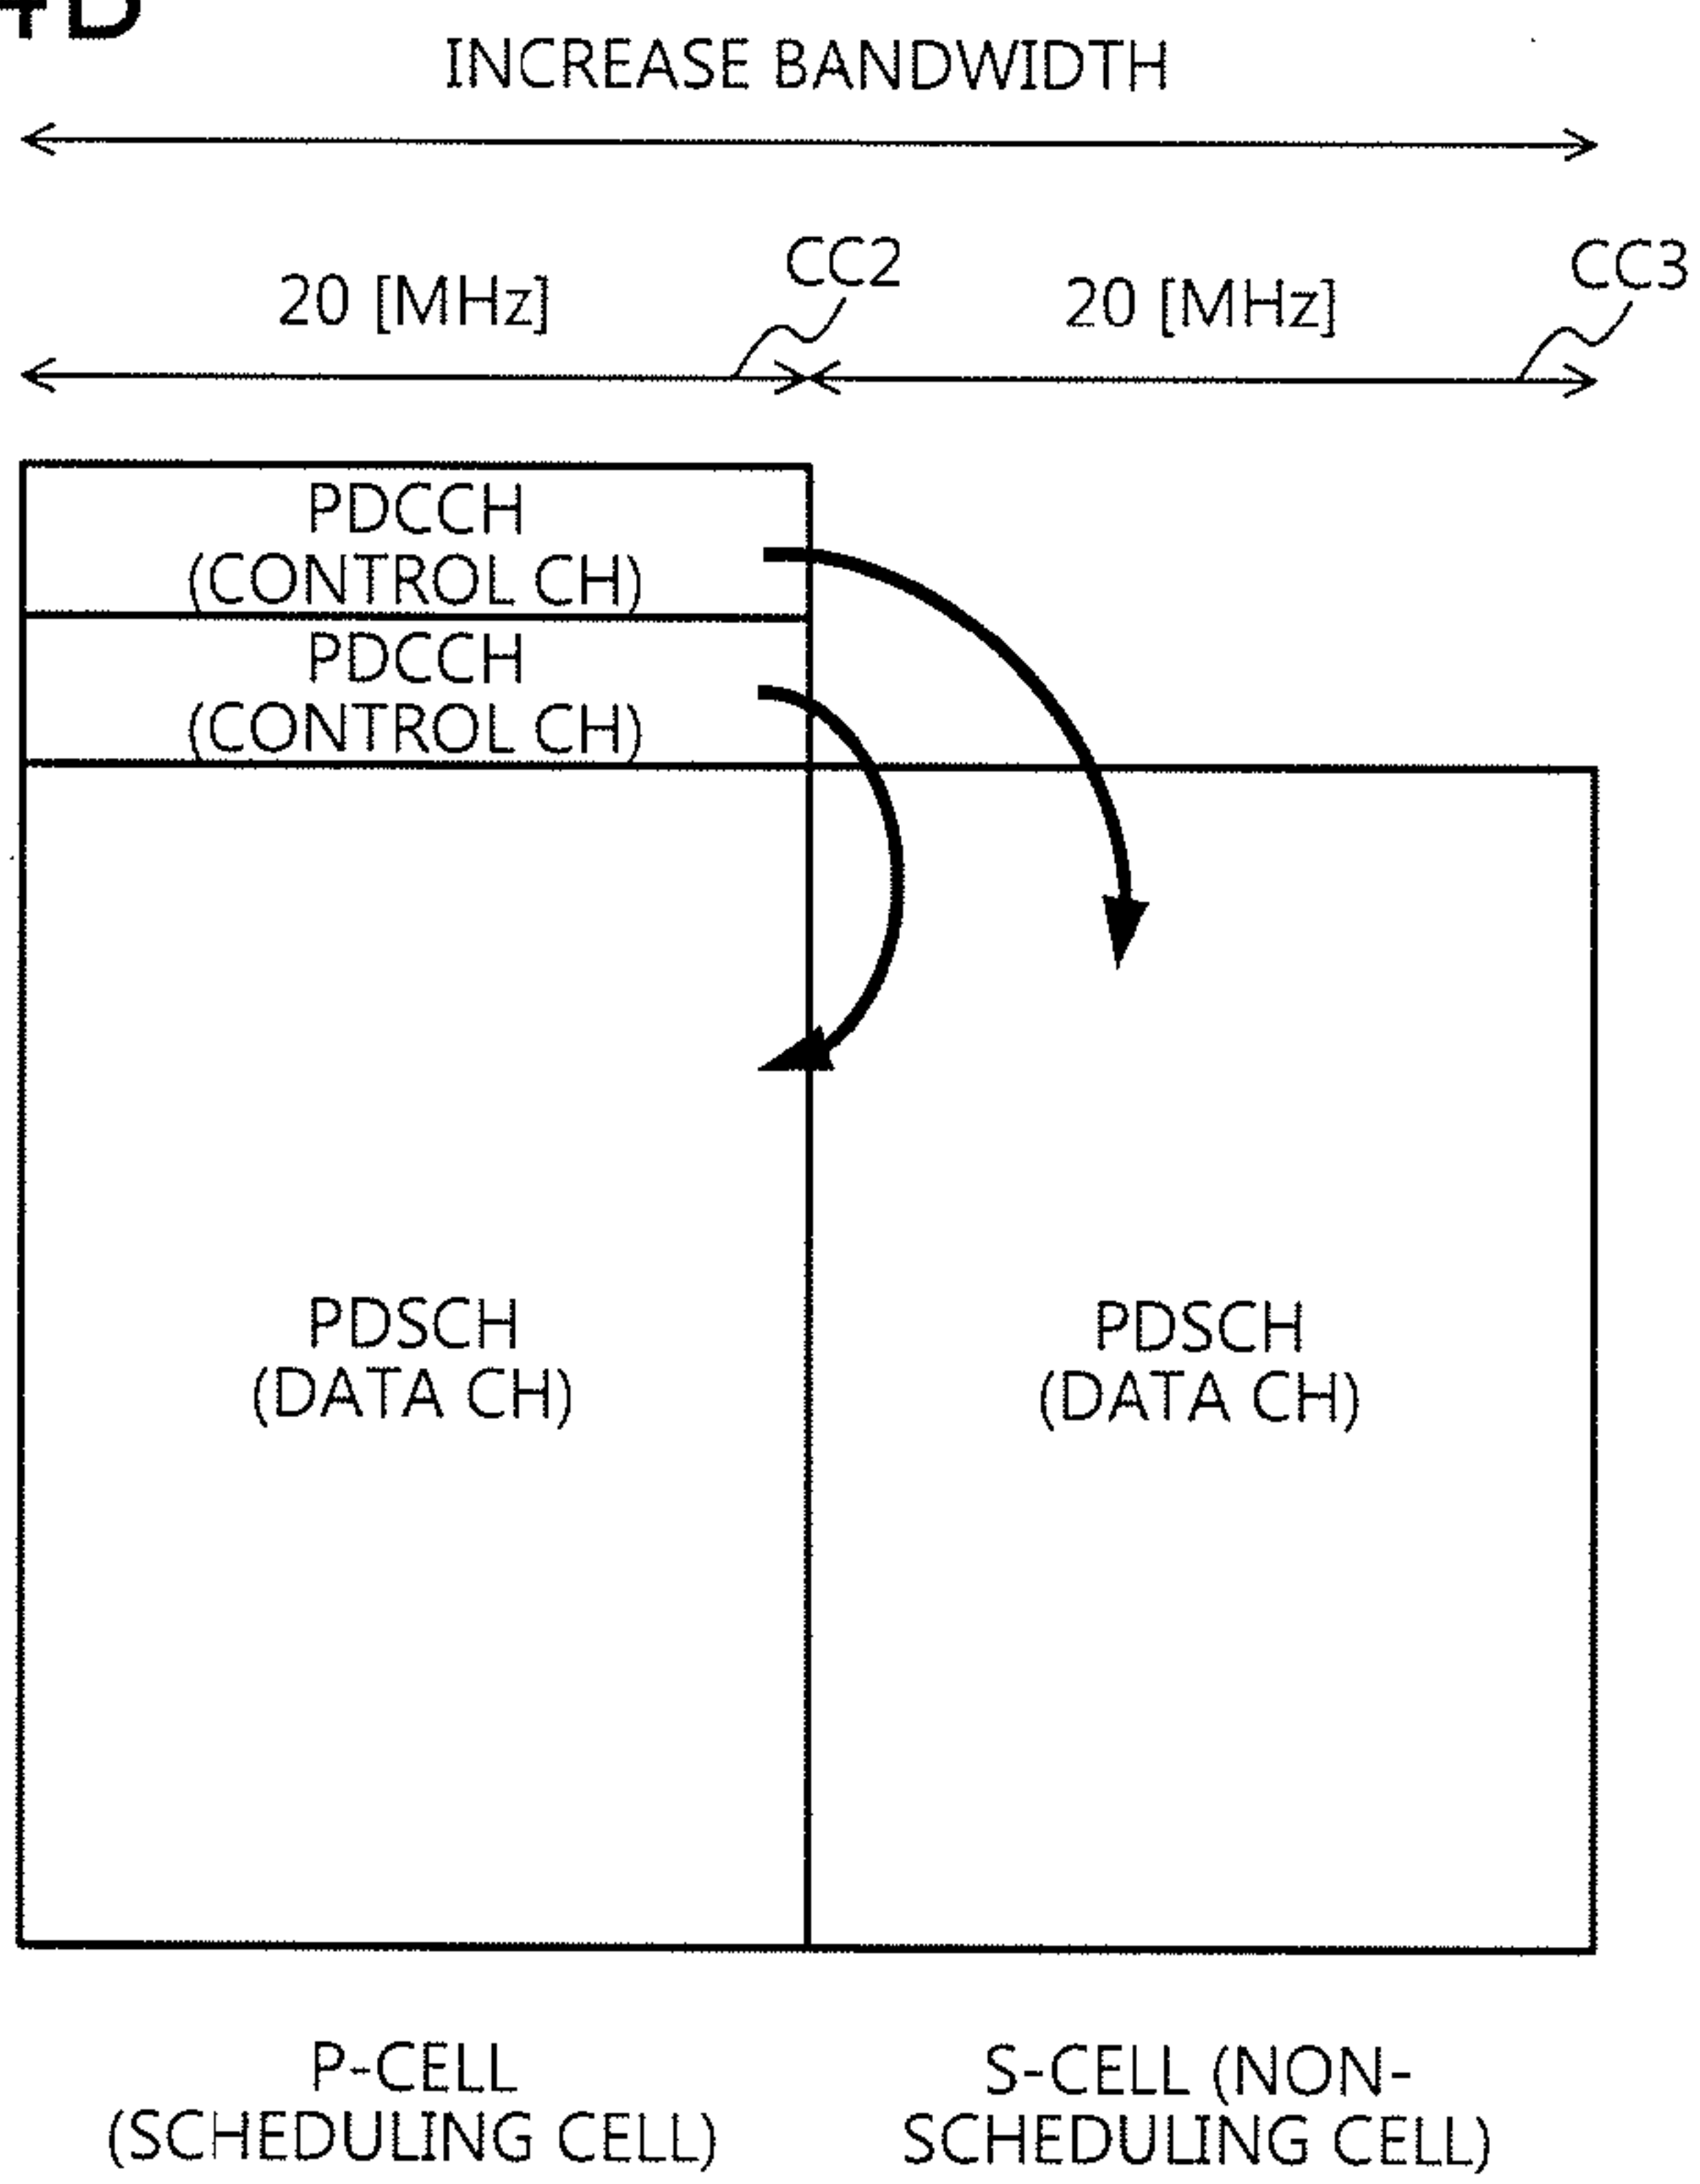 INCREASE BANDWIDTH
20 [MHz]
CC2
20 [MHz]
CC3
PDCCH
(CONTROL CH)
PDCCH
(CONTROL CH)
PDSCH
(DATA CH)
PDSCH
(DATA CH)
P-CELL
(SCHEDULING CELL)
S-CELL (NON-
SCHEDULING CELL)